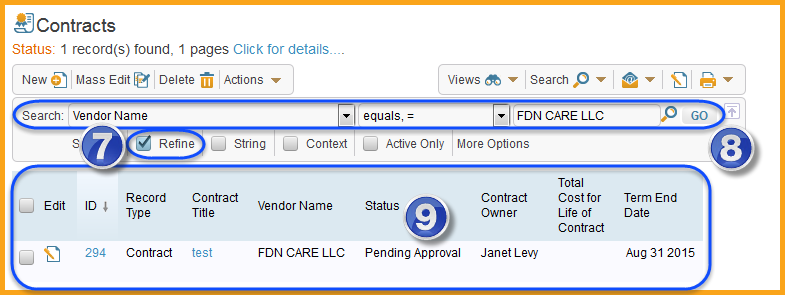 Contracts
Status: 1 record(s) found, 1 pages Click for details....
New Mass Edit Delete Actions Views Search
Search: Vendor Name equals, = FDN CARE LLC GO
7 S Refine String Context Active Only More Options 8
Edit ID Record Type Contract Title Vendor Name Status 9 Contract Owner Total Cost for Life of Contract Term End Date
294 Contract test FDN CARE LLC Pending Approval Janet Levy Aug 31 2015